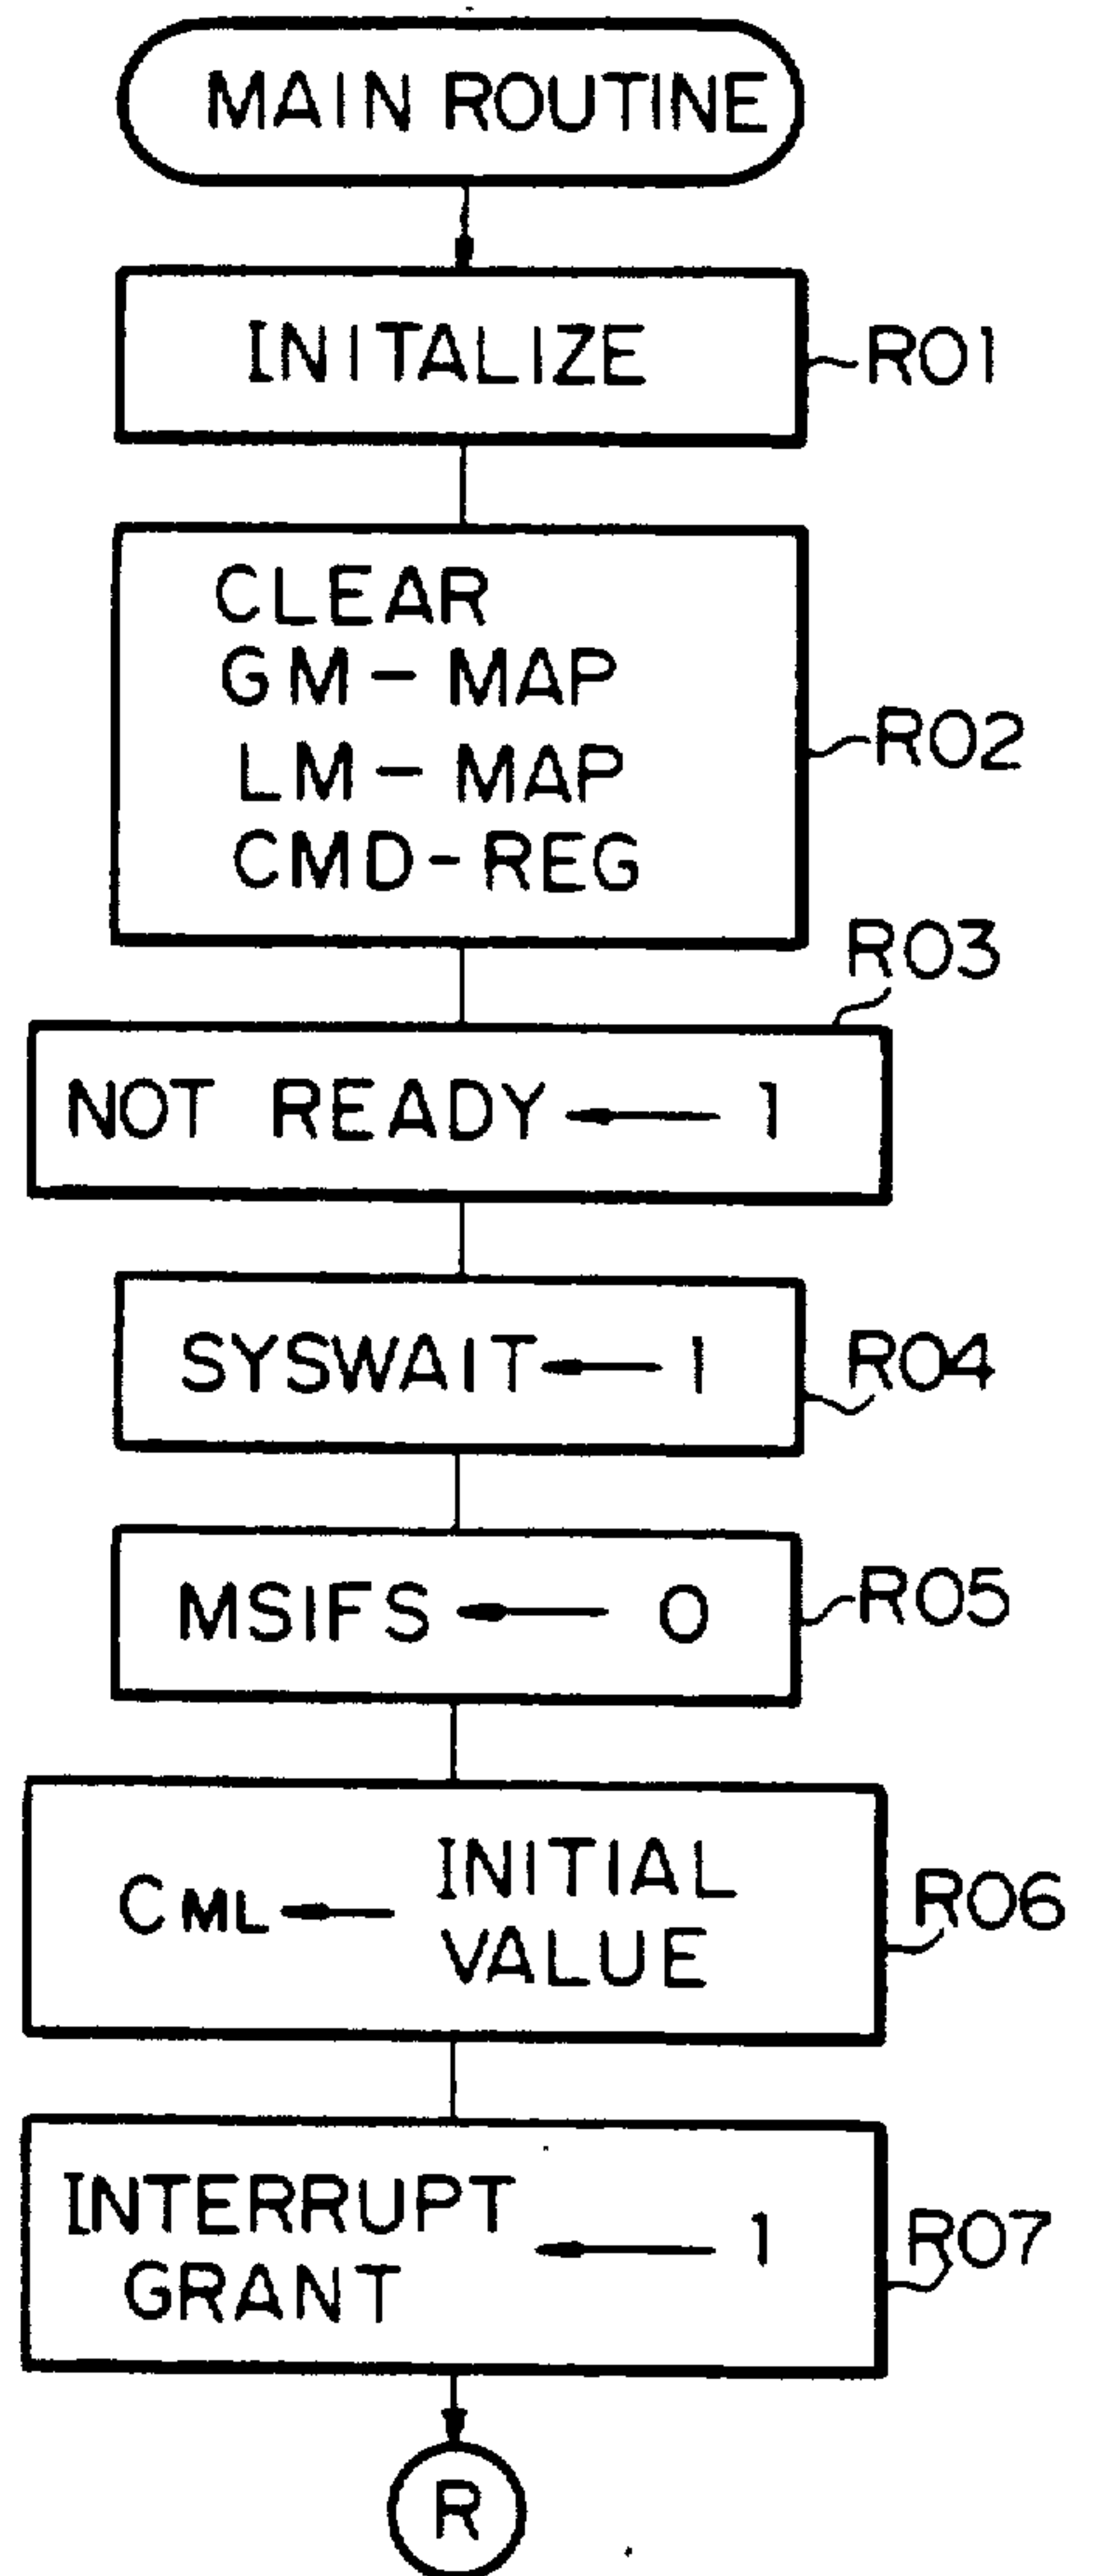 MAIN ROUTINE
INITALIZE
R01
CLEAR
GM-MAP
LM-MAP
CMD-REG
R02
R03
NOT READY ← 1
SYSWAIT ← 1
R04
MSIFS ← 0
R05
CML ← INITIAL
VALUE
R06
INTERRUPT
GRANT ← 1
R07
R